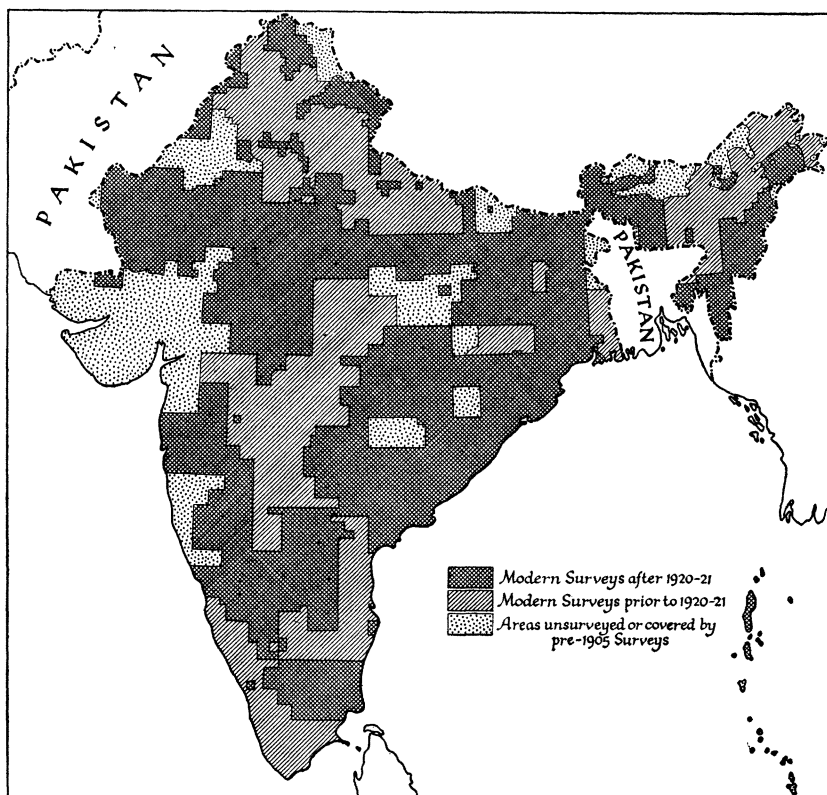 PAKISTAN
PAKISTAN
Modern Surveys after 1920-21
Modern Surveys prior to 1920-21
Areas unsurveyed or covered by
pre-1905 Surveys